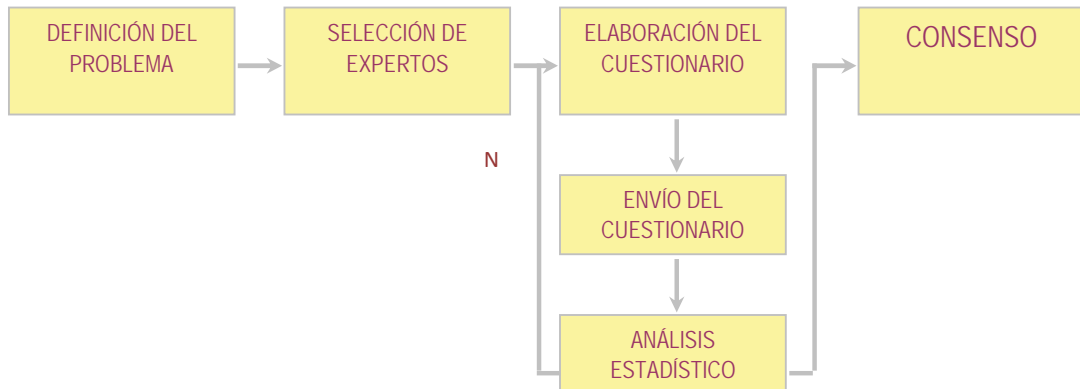 DEFINICIÓN DEL
PROBLEMA
SELECCIÓN DE
EXPERTOS
ELABORACIÓN DEL
CUESTIONARIO
CONSENSO
N
ENVÍO DEL
CUESTIONARIO
ANÁLISIS
ESTADÍSTICO